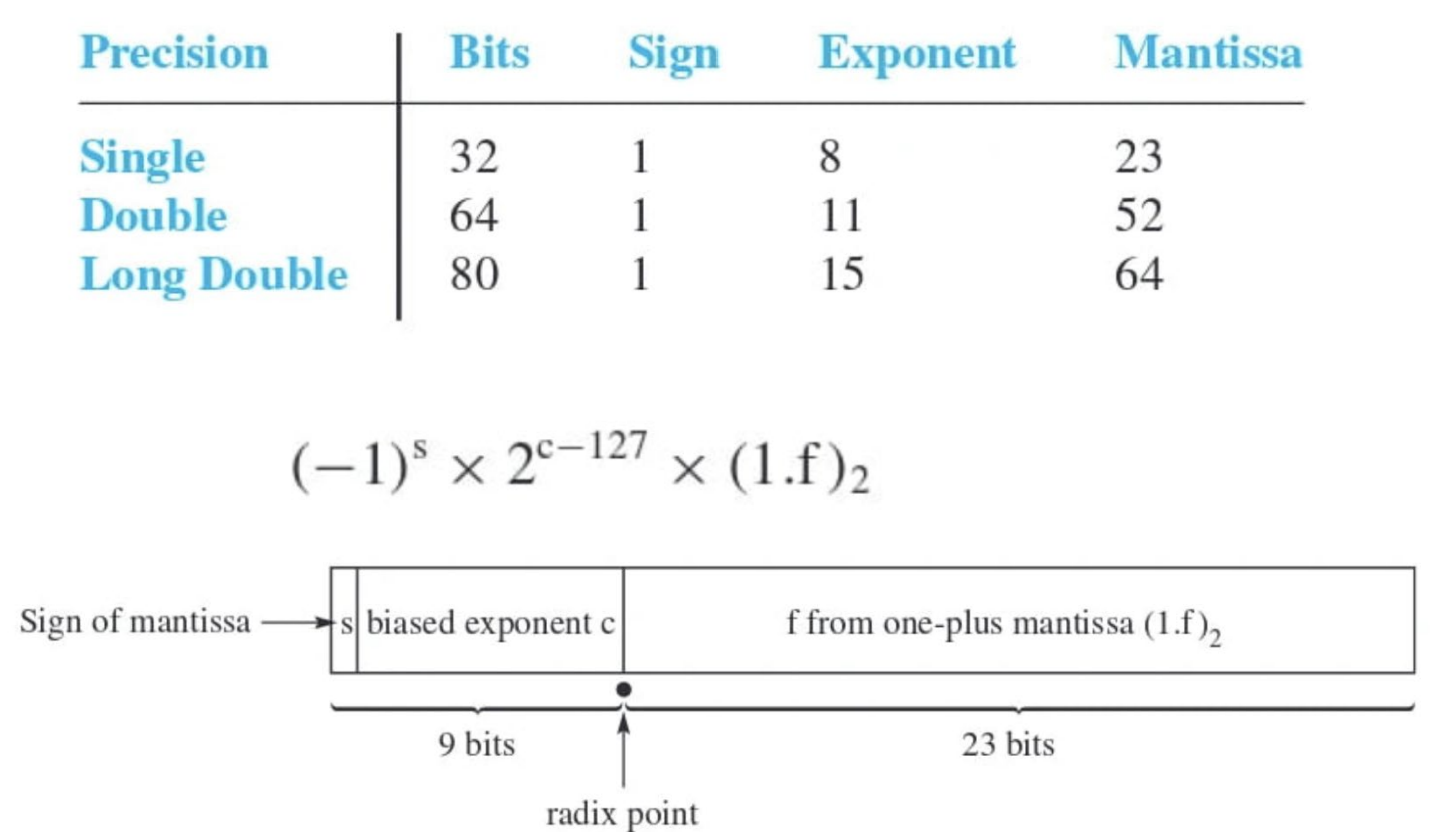 Precision Bits Sign Exponent Mantissa
Single 32 1 8 23
Double 64 1 11 52
Long Double 80 1 15 64
(−1)ˢ × 2ᶜ⁻¹²⁷ × (1.f)₂
Sign of mantissa s biased exponent c f from one-plus mantissa (1.f)₂
9 bits 23 bits
radix point